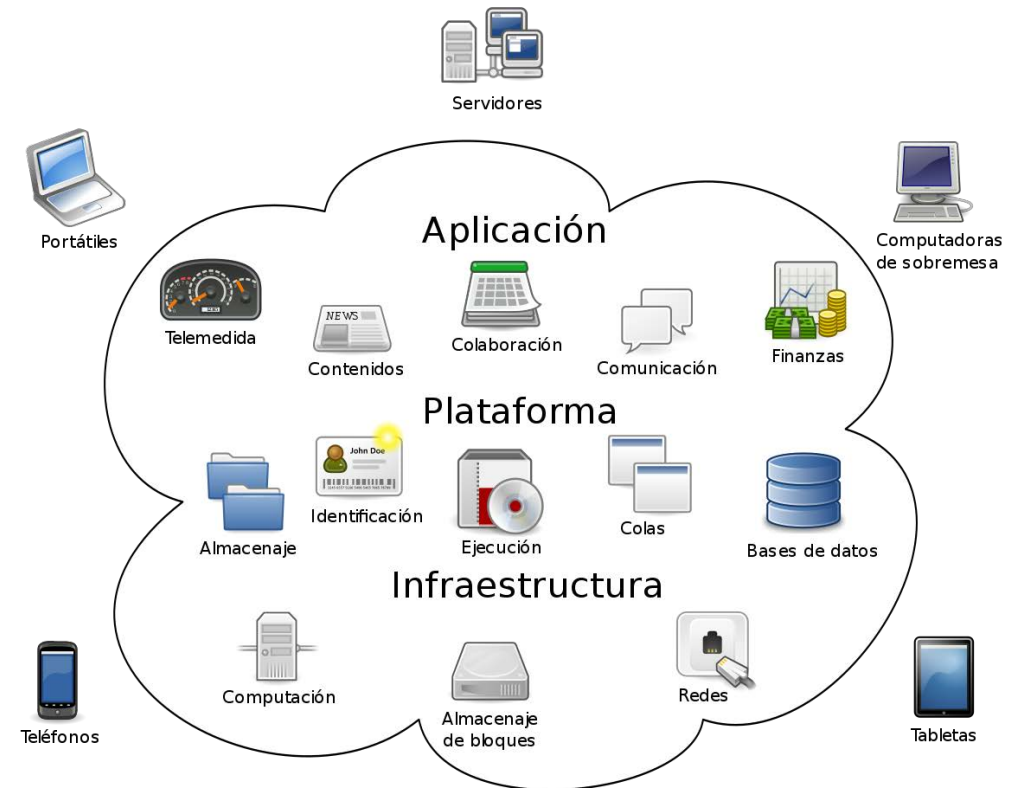 Servidores
Portátiles
Computadoras
de sobremesa
Aplicación
Telemedida
NEWS
Contenidos
Colaboración
Comunicación
Finanzas
Plataforma
John Doe
Almacenaje
Identificación
Ejecución
Colas
Bases de datos
Infraestructura
Computación
Almacenaje
de bloques
Redes
Teléfonos
Tabletas